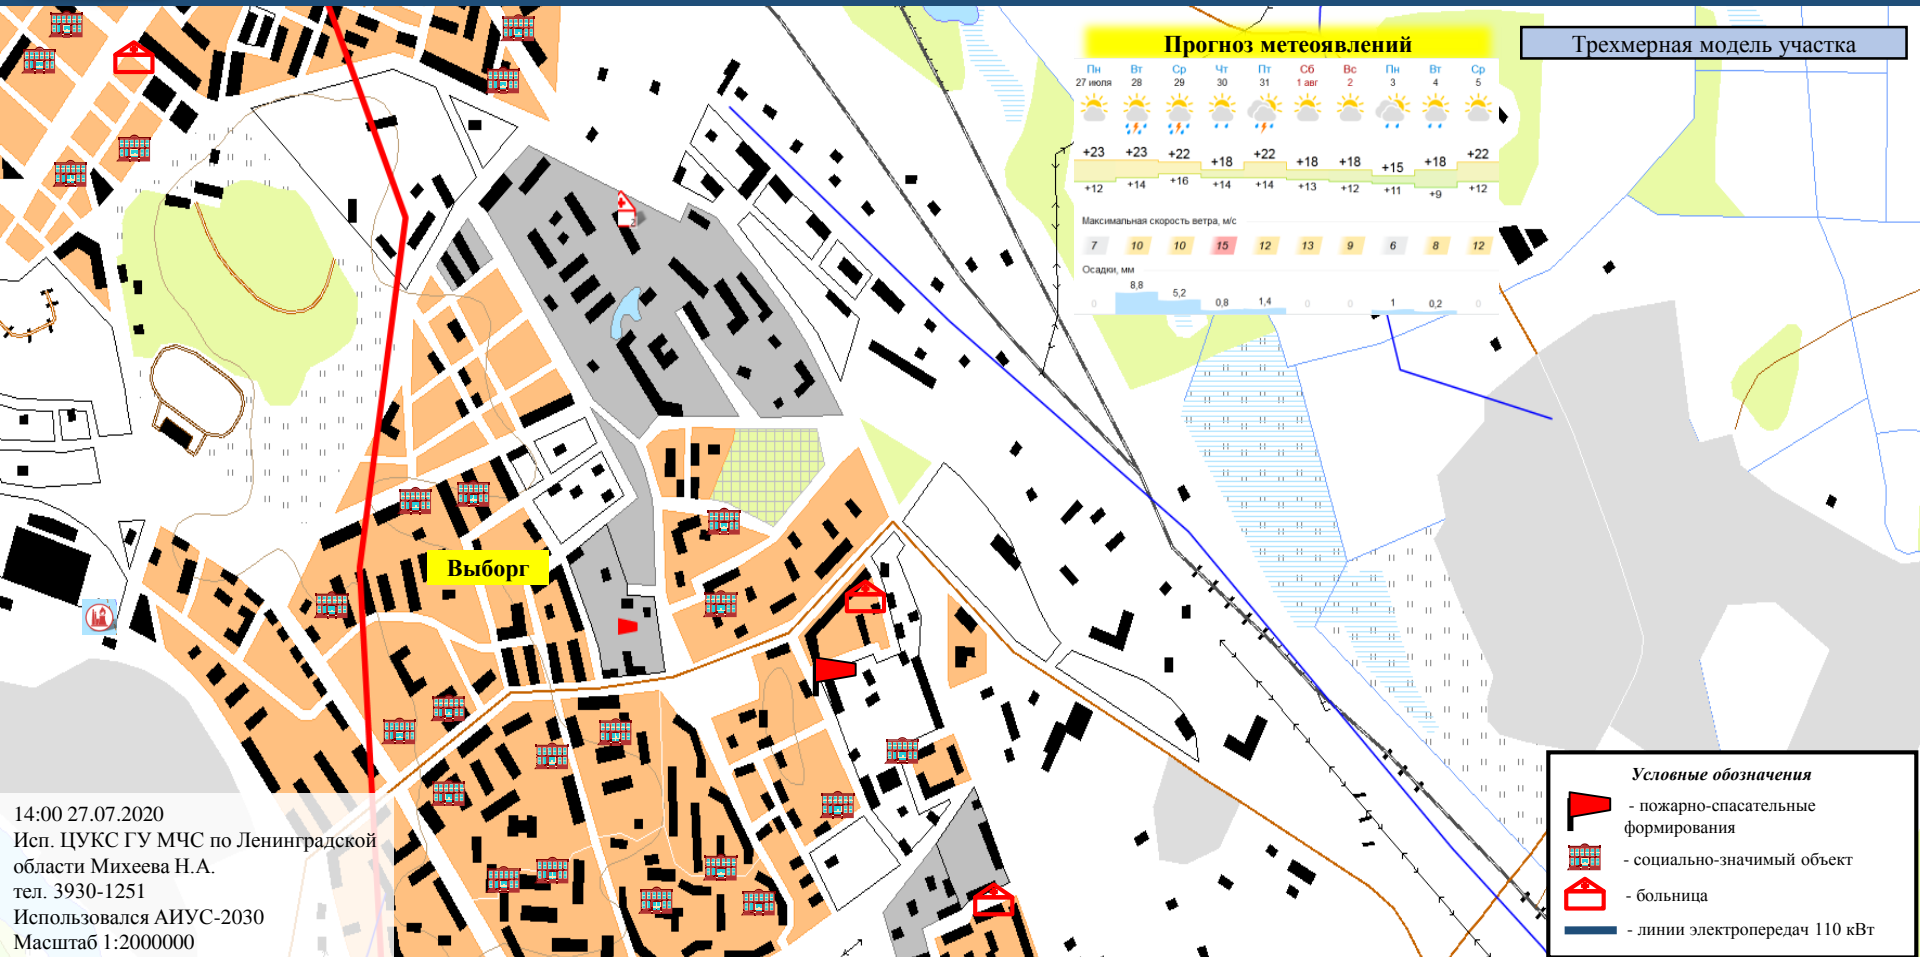 Прогноз метеоявлений
Трехмерная модель участка
Пн Вт Ср Чт Пт Сб Вс Пн Вт Ср
27 июля 28 29 30 31 1 авг 2 3 4 5
+23 +23 +22 +18 +22 +18 +18 +15 +18 +22
+12 +14 +16 +14 +14 +13 +12 +11 +9 +12
Максимальная скорость ветра, м/с
7 10 10 15 12 13 9 6 8 12
Осадки, мм
0 8,8 5,2 0,8 1,4 0 0 1 0,2 0
2
Выборг
14:00 27.07.2020
Исп. ЦУКС ГУ МЧС по Ленинградской
области Михеева Н.А.
тел. 3930-1251
Использовался АИУС-2030
Масштаб 1:2000000
Условные обозначения
- пожарно-спасательные
формирования
- социально-значимый объект
- больница
- линии электропередач 110 кВт